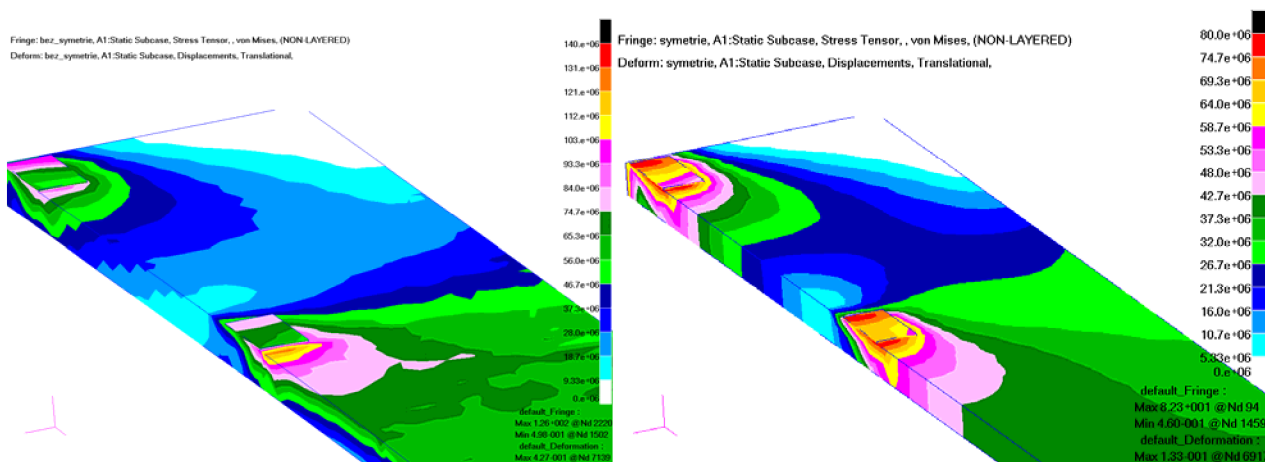 Fringe: bez_symetrie, A1:Static Subcase, Stress Tensor, , von Mises, (NON-LAYERED)
Deform: bez_symetrie, A1:Static Subcase, Displacements, Translational,
140.e+06
131.e+06
121.e+06
112.e+06
103.e+06
93.3e+06
84.0e+06
74.7e+06
65.3e+06
56.0e+06
46.7e+06
37.3e+06
28.0e+06
18.7e+06
9.33e+06
0.e+06
default_Fringe :
Max 1.26+002 @Nd 2220
Min 4.98-001 @Nd 1502
default_Deformation :
Max 4.27-001 @Nd 7139
Fringe: symetrie, A1:Static Subcase, Stress Tensor, , von Mises, (NON-LAYERED)
Deform: symetrie, A1:Static Subcase, Displacements, Translational,
80.0e+06
74.7e+06
69.3e+06
64.0e+06
58.7e+06
53.3e+06
48.0e+06
42.7e+06
37.3e+06
32.0e+06
26.7e+06
21.3e+06
16.0e+06
10.7e+06
5.33e+06
0.e+06
default_Fringe :
Max 8.23+001 @Nd 94
Min 4.60-001 @Nd 1459
default_Deformation :
Max 1.33-001 @Nd 691